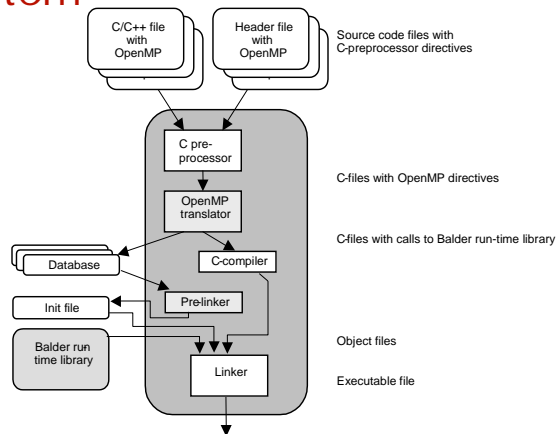 C/C++ file
with
OpenMP
Header file
with
OpenMP
Source code files with
C-preprocessor directives
C pre-
processor
C-files with OpenMP directives
OpenMP
translator
C-files with calls to Balder run-time library
Database
C-compiler
Pre-linker
Init file
Balder run-
time library
Object files
Linker
Executable file